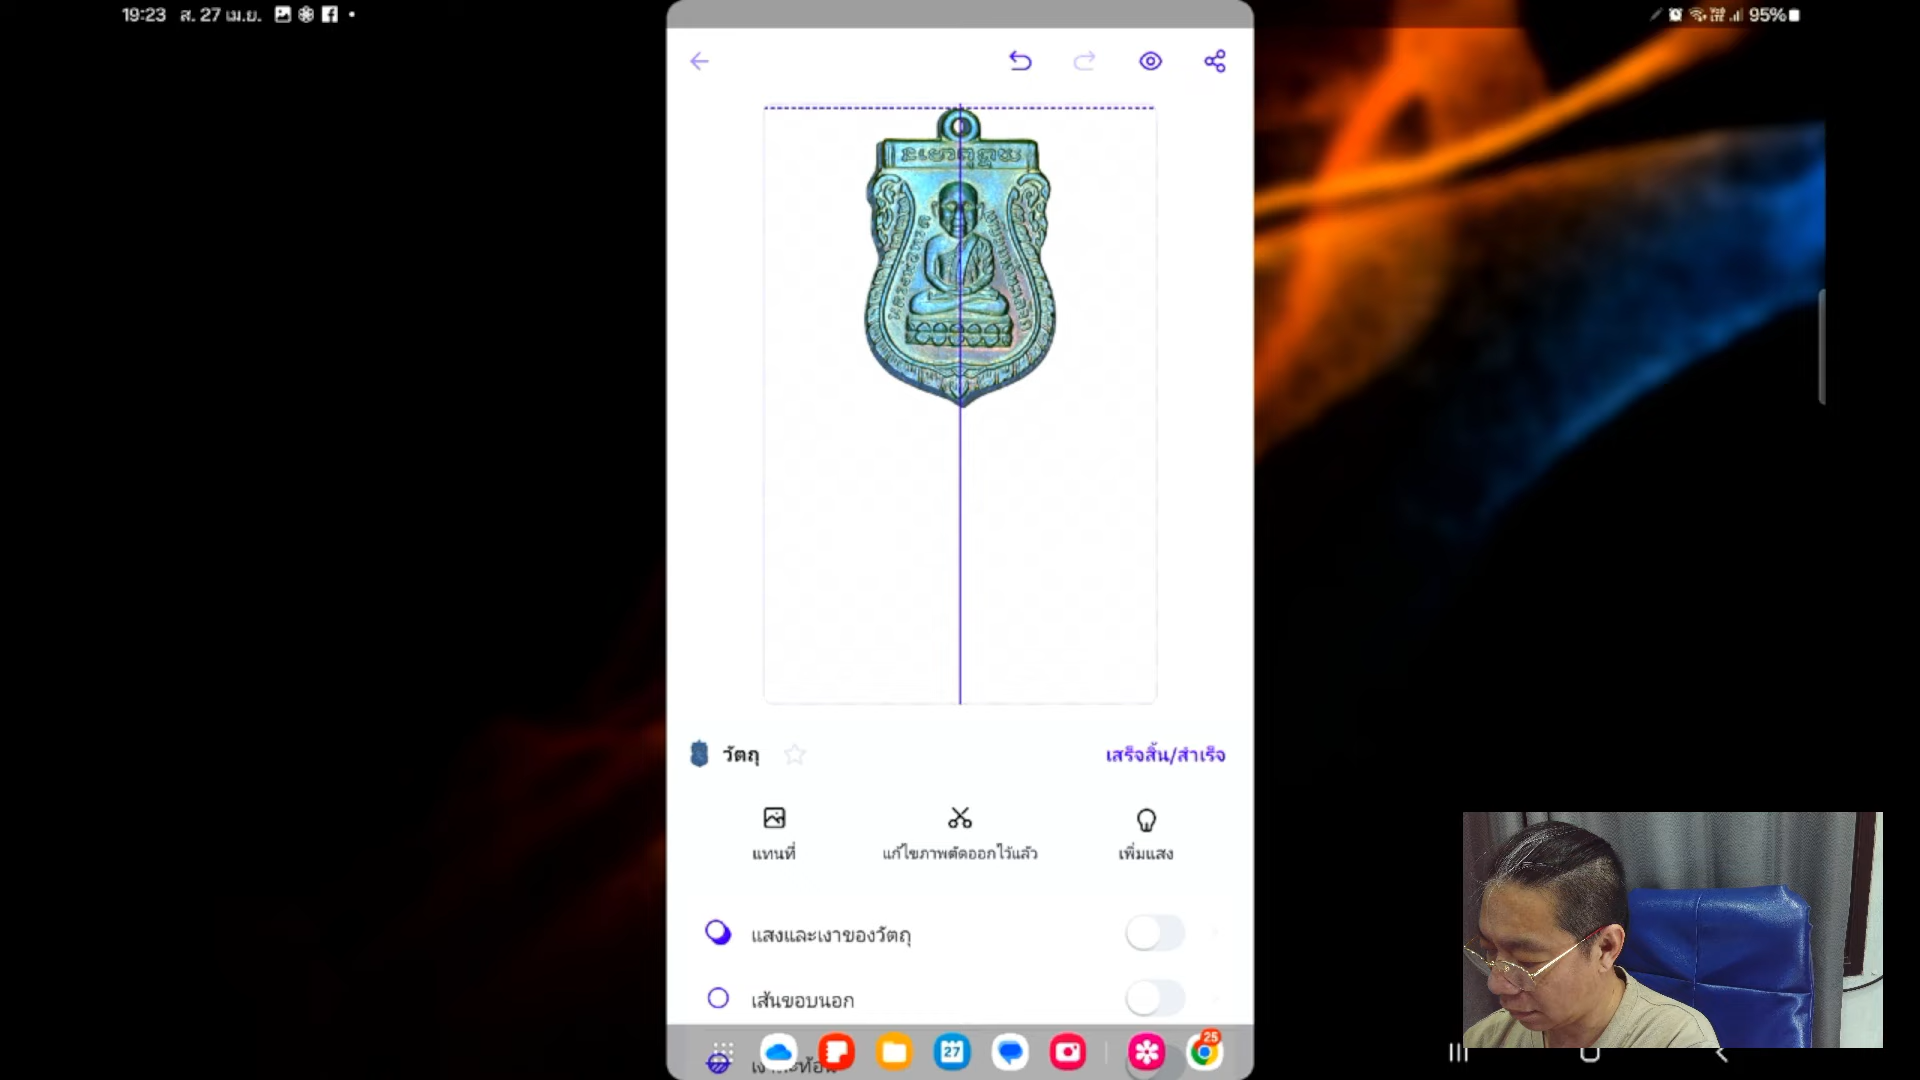 19:23 ส. 27 เม.ย.
95%
วัตถุ
เสร็จสิ้น/สำเร็จ
แทนที่
แก้ไขภาพตัดออกไว้แล้ว
เพิ่มแสง
แสงและเงาของวัตถุ
เส้นขอบนอก
27
25